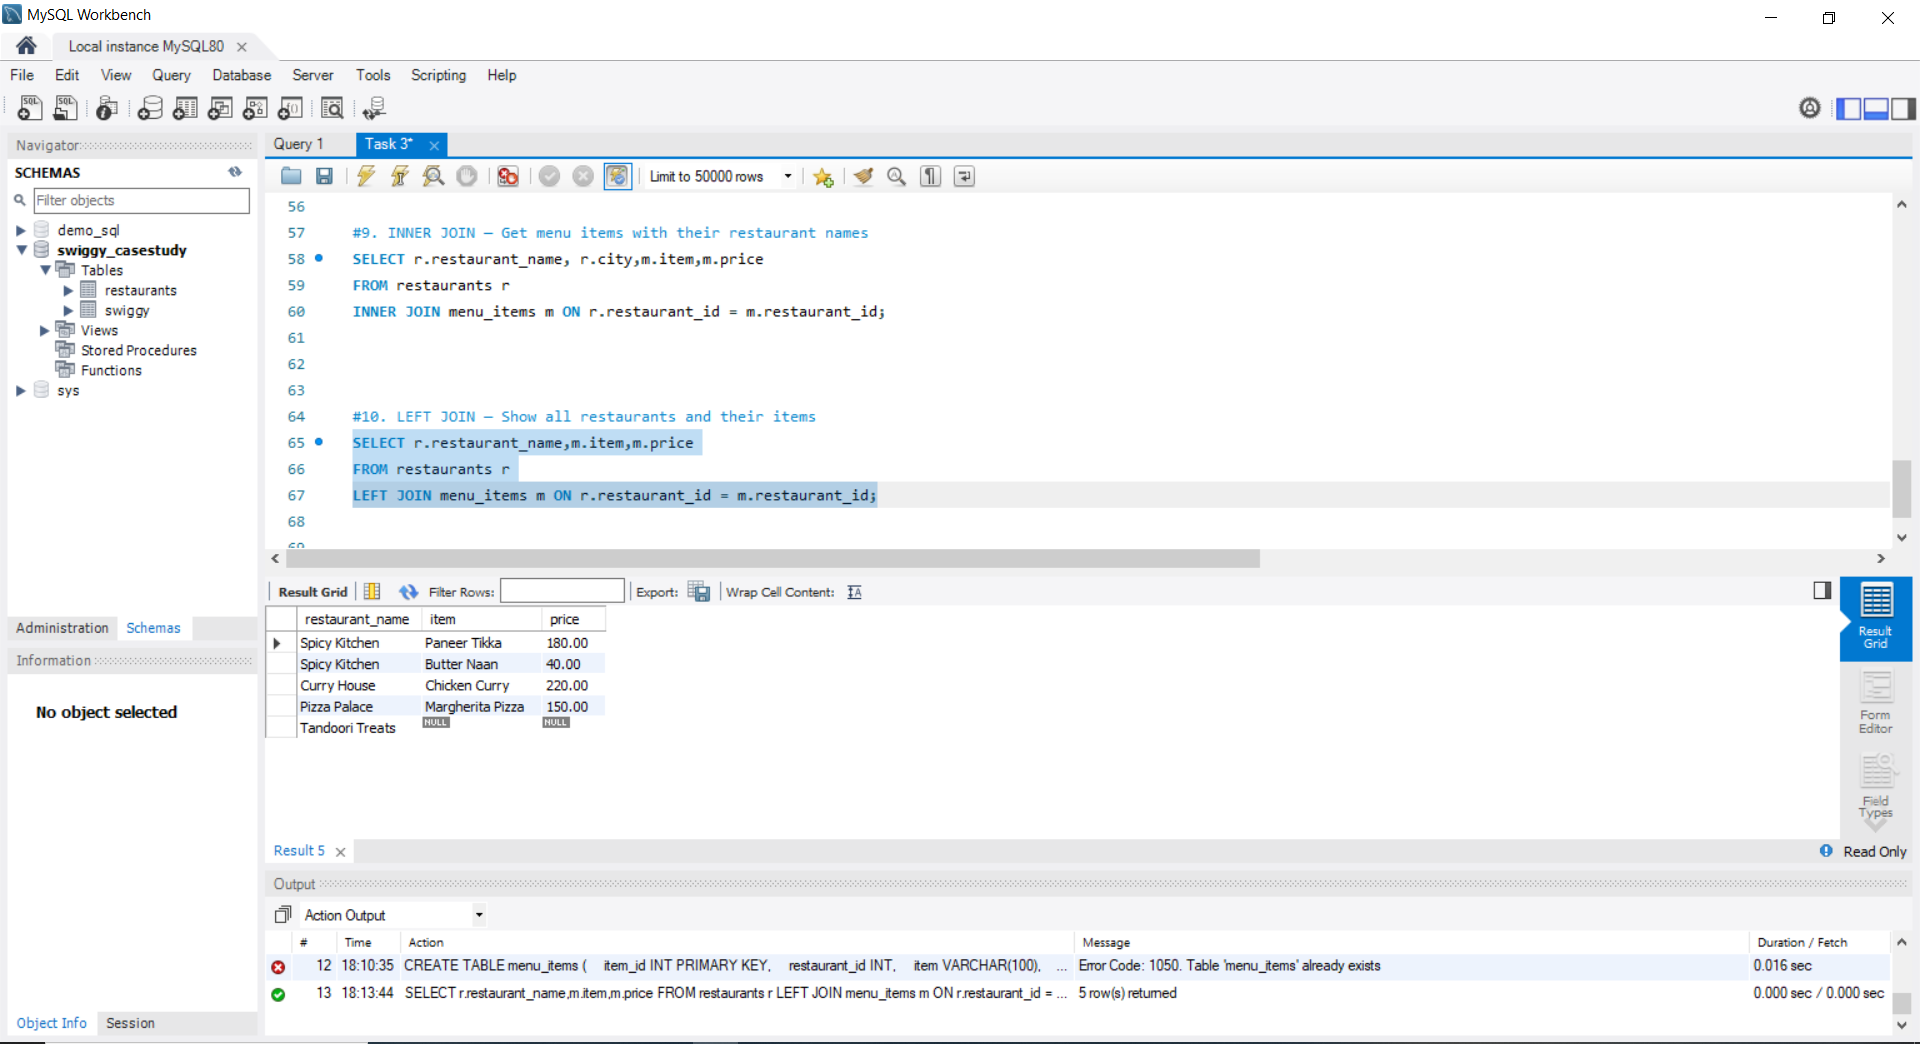 MySQL Workbench
Local instance MySQL80
File Edit View Query Database Server Tools Scripting Help
Navigator
SCHEMAS
Filter objects
demo_sql
swiggy_casestudy
Tables
restaurants
swiggy
Views
Stored Procedures
Functions
sys
Administration Schemas
Information
No object selected
Object Info Session
Query 1 Task 3*
Limit to 50000 rows
56
57 #9. INNER JOIN – Get menu items with their restaurant names
58 SELECT r.restaurant_name, r.city,m.item,m.price
59 FROM restaurants r
60 INNER JOIN menu_items m ON r.restaurant_id = m.restaurant_id;
61
62
63
64 #10. LEFT JOIN – Show all restaurants and their items
65 SELECT r.restaurant_name,m.item,m.price
66 FROM restaurants r
67 LEFT JOIN menu_items m ON r.restaurant_id = m.restaurant_id;
68
69
Result Grid Filter Rows: Export: Wrap Cell Content:
restaurant_name item price
Spicy Kitchen Paneer Tikka 180.00
Spicy Kitchen Butter Naan 40.00
Curry House Chicken Curry 220.00
Pizza Palace Margherita Pizza 150.00
Tandoori Treats NULL NULL
Result Grid
Form Editor
Field Types
Result 5
Read Only
Output
Action Output
# Time Action Message Duration / Fetch
12 18:10:35 CREATE TABLE menu_items ( item_id INT PRIMARY KEY, restaurant_id INT, item VARCHAR(100), ... Error Code: 1050. Table 'menu_items' already exists 0.016 sec
13 18:13:44 SELECT r.restaurant_name,m.item,m.price FROM restaurants r LEFT JOIN menu_items m ON r.restaurant_id = ... 5 row(s) returned 0.000 sec / 0.000 sec